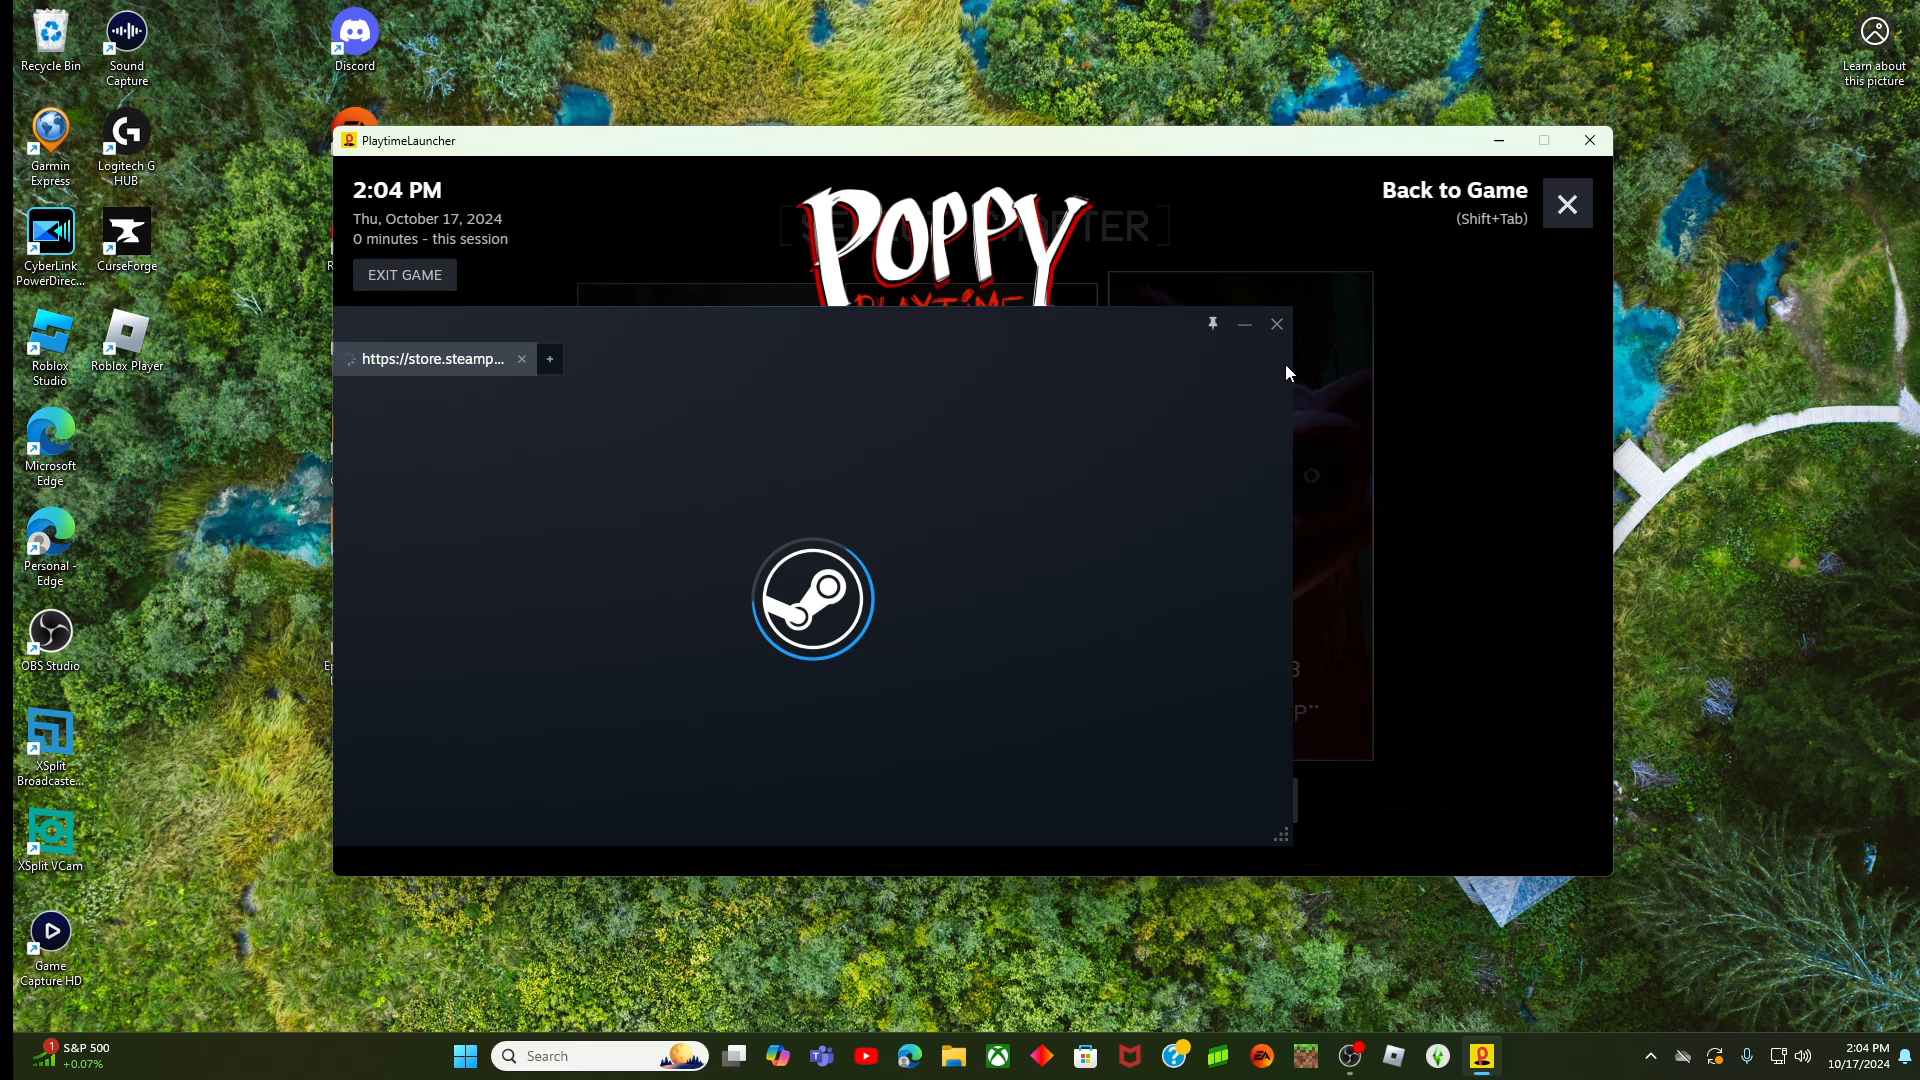 Recycle Bin
Sound
Capture
Discord
Learn about
this picture
Garmin
Express
Logitech G
HUB
CyberLink
PowerDirec...
CurseForge
Roblox
Studio
Roblox Player
Microsoft
Edge
Personal -
Edge
OBS Studio
XSplit
Broadcaste...
XSplit VCam
Game
Capture HD
PlaytimeLauncher
2:04 PM
Thu, October 17, 2024
0 minutes - this session
EXIT GAME
POPPY
PLAYTIME
Back to Game
(Shift+Tab)
https://store.steamp...
+
3
P"
1
S&P 500
+0.07%
Search
2:04 PM
10/17/2024